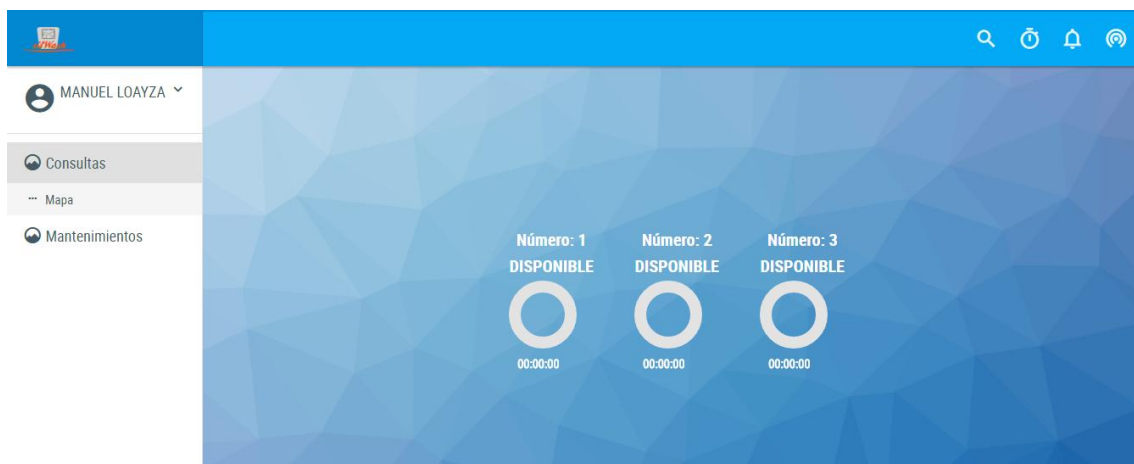 MANUEL LOAYZA
Consultas
Mapa
Mantenimientos
Número: 1
DISPONIBLE
00:00:00
Número: 2
DISPONIBLE
00:00:00
Número: 3
DISPONIBLE
00:00:00